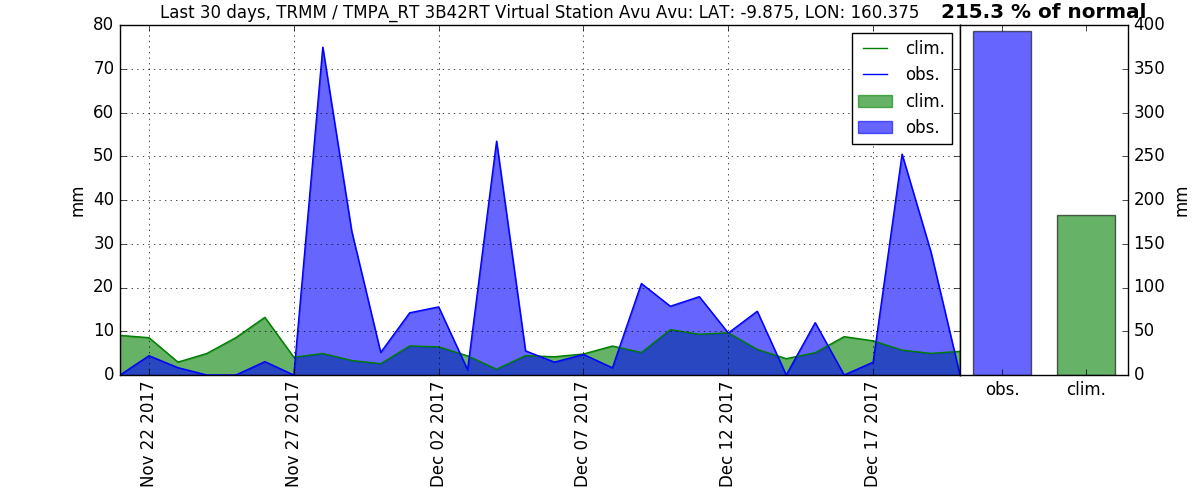 Last 30 days, TRMM / TMPA_RT 3B42RT Virtual Station Avu Avu: LAT: -9.875, LON: 160.375
215.3 % of normal
80
70
60
50
40
30
20
10
0
mm
clim.
obs.
clim.
obs.
400
350
300
250
200
150
100
50
0
mm
obs.
clim.
Nov 22 2017
Nov 27 2017
Dec 02 2017
Dec 07 2017
Dec 12 2017
Dec 17 2017